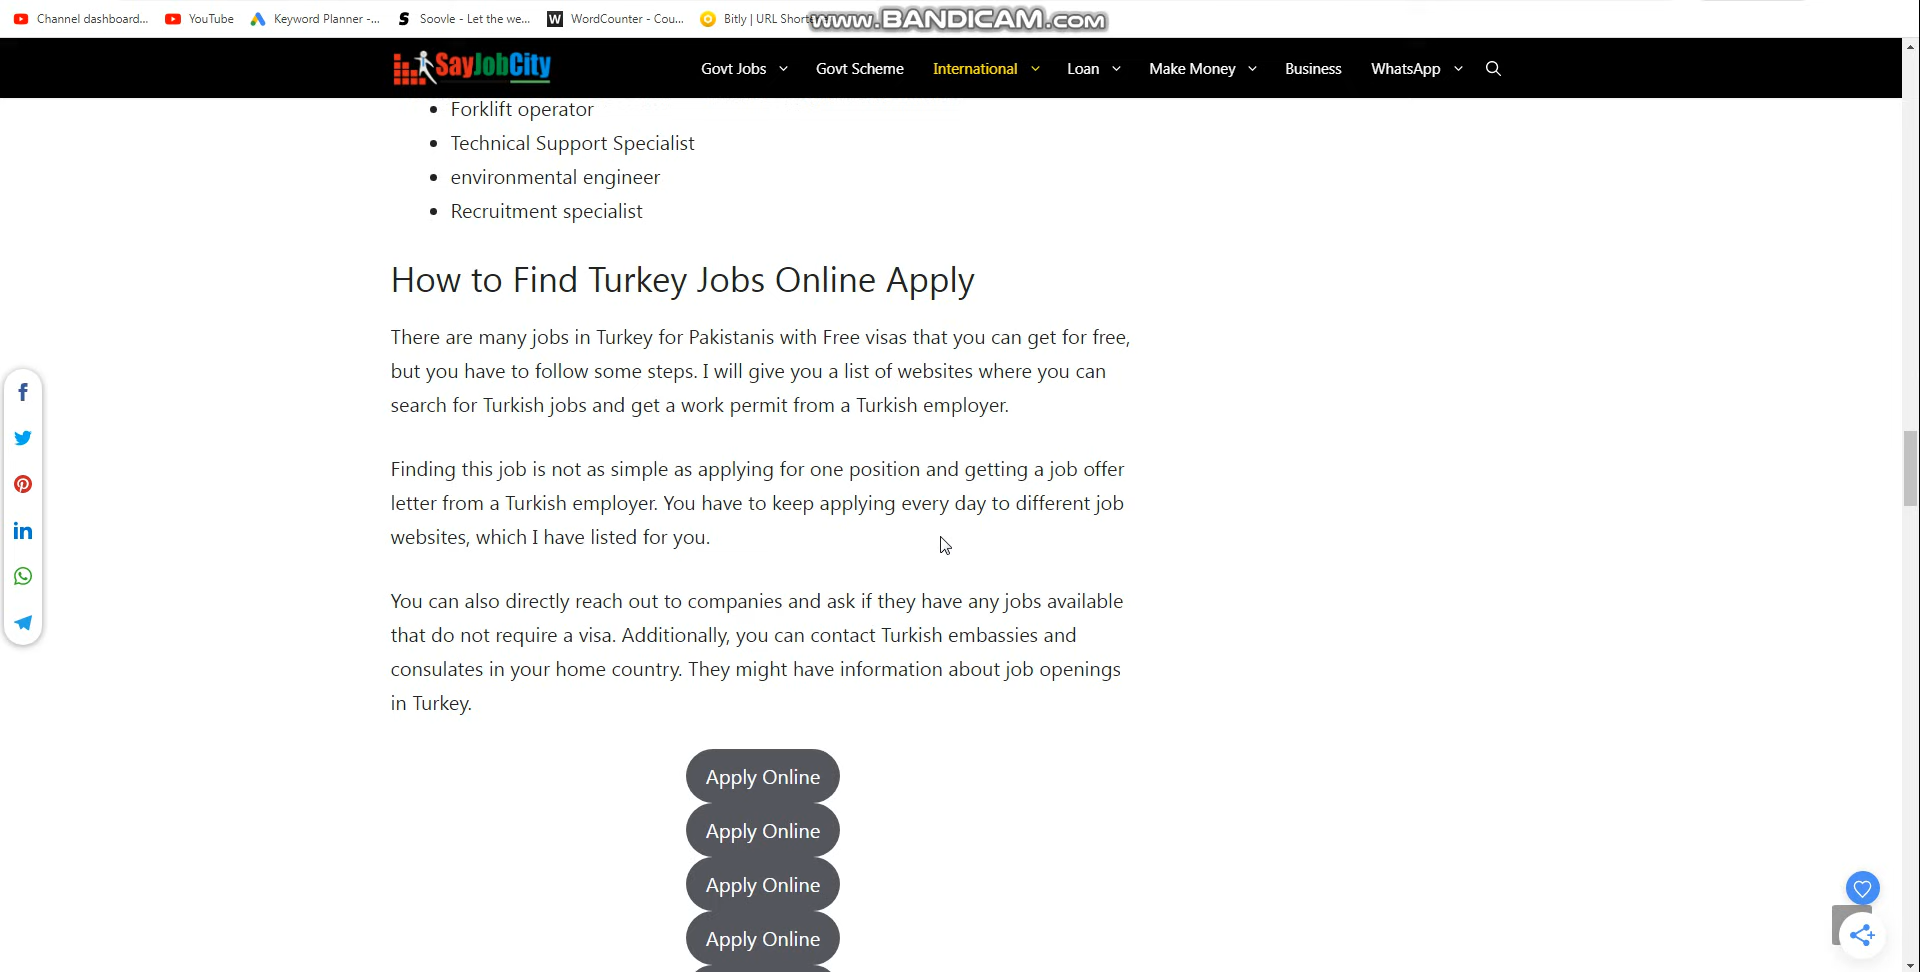 Channel dashboard... YouTube Keyword Planner -... Soovle - Let the we... WordCounter - Cou... Bitly | URL Shorte
www.BANDICAM.com
SayJobCity Govt Jobs Govt Scheme International Loan Make Money Business WhatsApp
• Forklift operator
• Technical Support Specialist
• environmental engineer
• Recruitment specialist
How to Find Turkey Jobs Online Apply
There are many jobs in Turkey for Pakistanis with Free visas that you can get for free,
but you have to follow some steps. I will give you a list of websites where you can
search for Turkish jobs and get a work permit from a Turkish employer.
Finding this job is not as simple as applying for one position and getting a job offer
letter from a Turkish employer. You have to keep applying every day to different job
websites, which I have listed for you.
You can also directly reach out to companies and ask if they have any jobs available
that do not require a visa. Additionally, you can contact Turkish embassies and
consulates in your home country. They might have information about job openings
in Turkey.
Apply Online
Apply Online
Apply Online
Apply Online